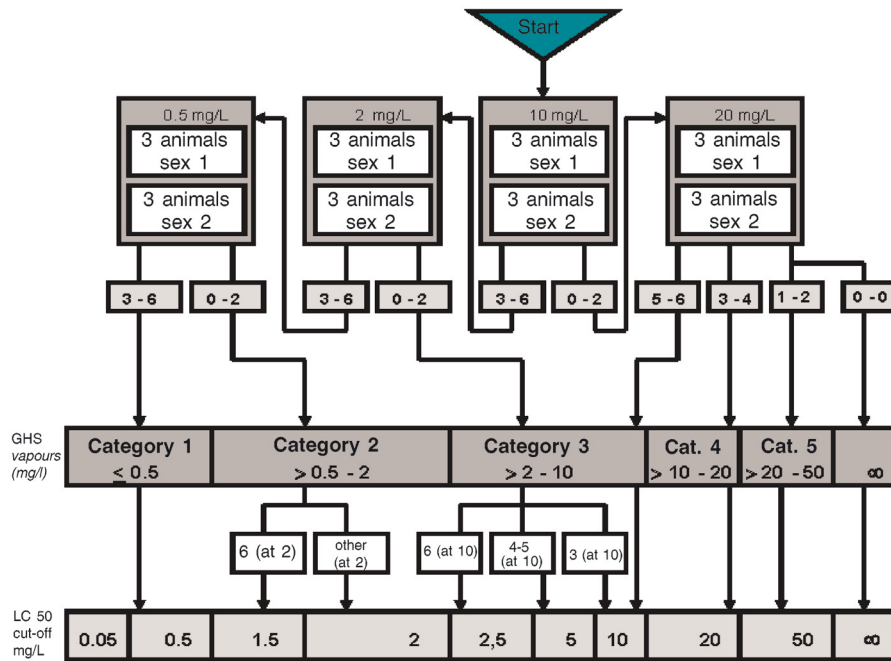 Start
0.5 mg/L
2 mg/L
10 mg/L
20 mg/L
3 animals
sex 1
3 animals
sex 1
3 animals
sex 1
3 animals
sex 1
3 animals
sex 2
3 animals
sex 2
3 animals
sex 2
3 animals
sex 2
3 - 6
0 - 2
3 - 6
0 - 2
3 - 6
0 - 2
5 - 6
3 - 4
1 - 2
0 - 0
GHS
vapours
(mg/l)
Category 1
≤ 0.5
Category 2
> 0.5 - 2
Category 3
> 2 - 10
Cat. 4
> 10 - 20
Cat. 5
> 20 - 50
∞
6 (at 2)
other
(at 2)
6 (at 10)
4-5
(at 10)
3 (at 10)
LC 50
cut-off
mg/L
0.05
0.5
1.5
2
2,5
5
10
20
50
∞